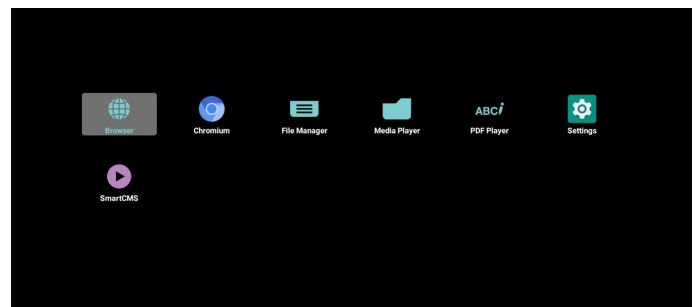 Browser
Chromium
File Manager
Media Player
ABCi
PDF Player
Settings
SmartCMS